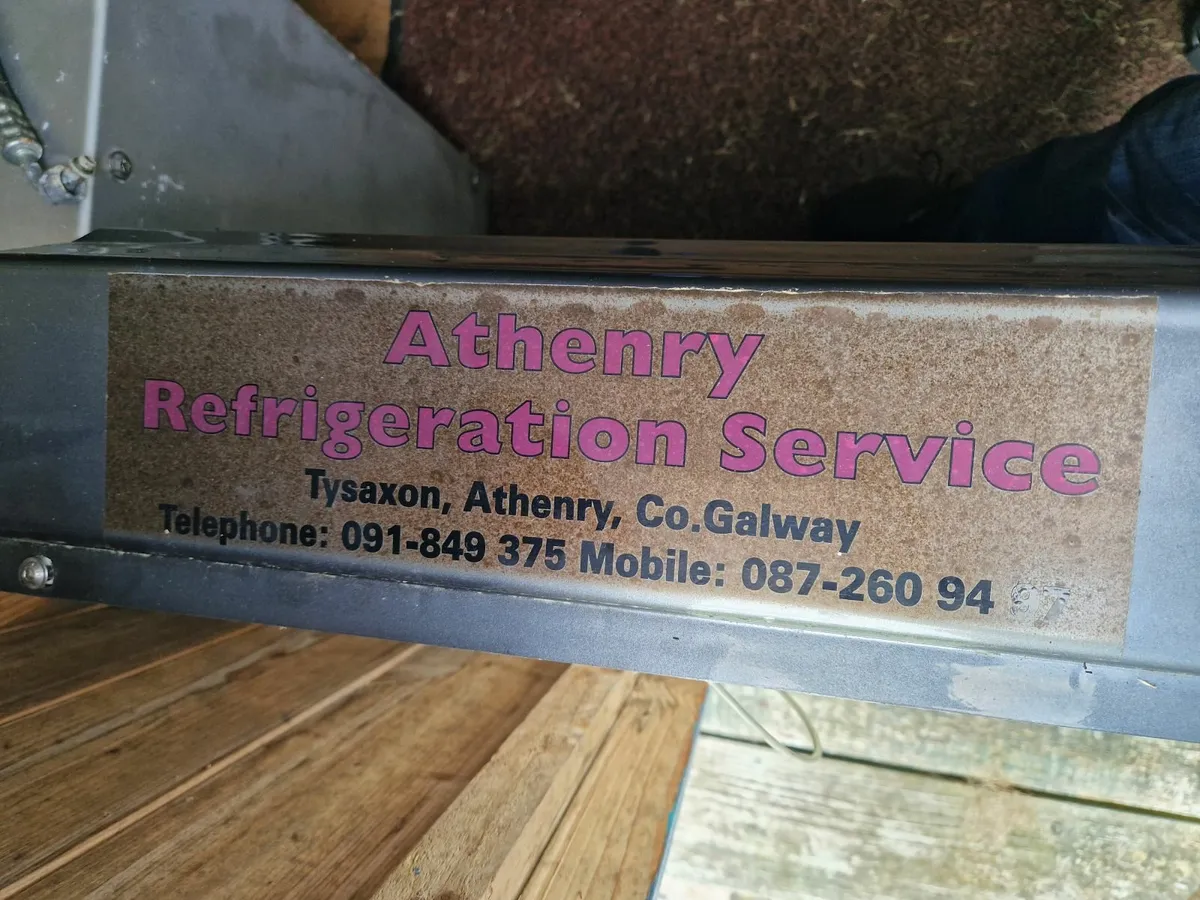 Athenry
Refrigeration Service
Tysaxon, Athenry, Co.Galway
Telephone: 091-849 375 Mobile: 087-260 94